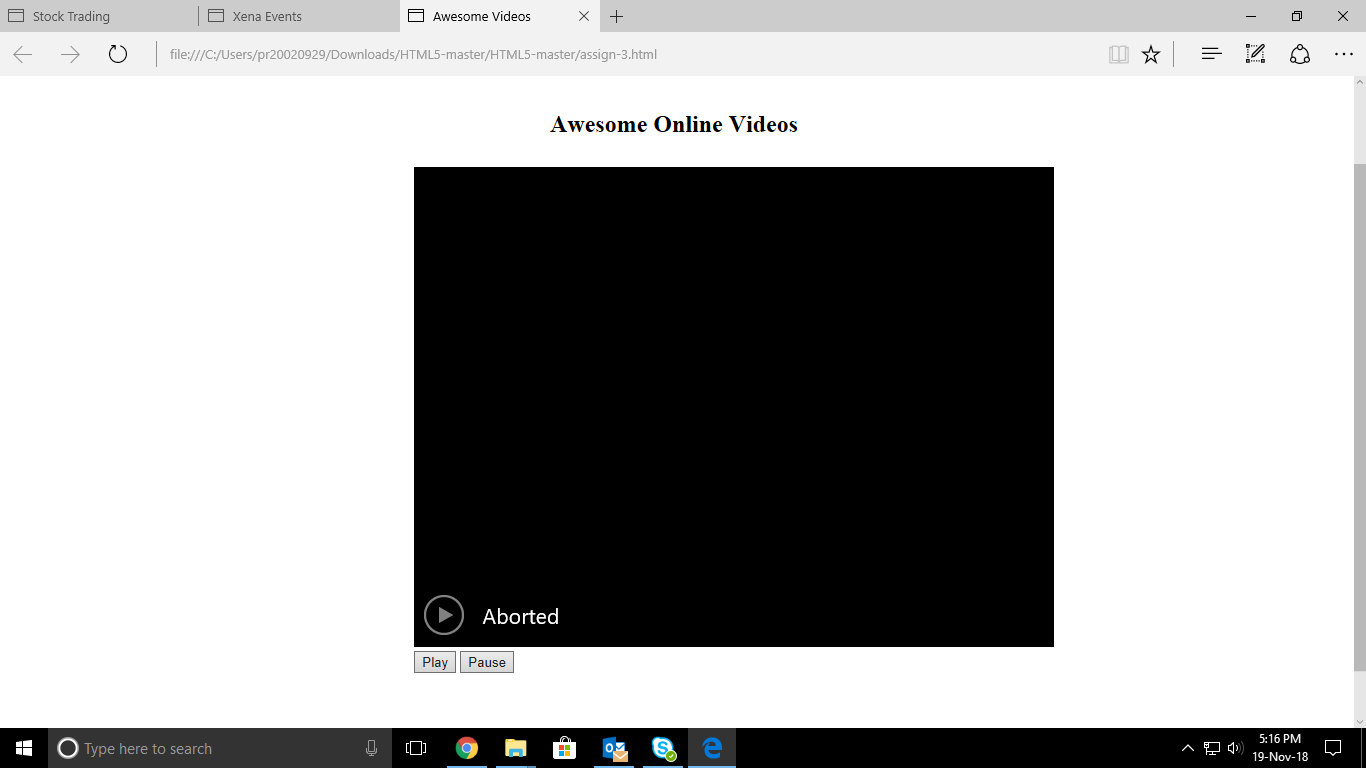 Stock Trading
Xena Events
Awesome Videos
file:///C:/Users/pr20020929/Downloads/HTML5-master/HTML5-master/assign-3.html
Awesome Online Videos
Aborted
Play
Pause
Type here to search
5:16 PM
19-Nov-18